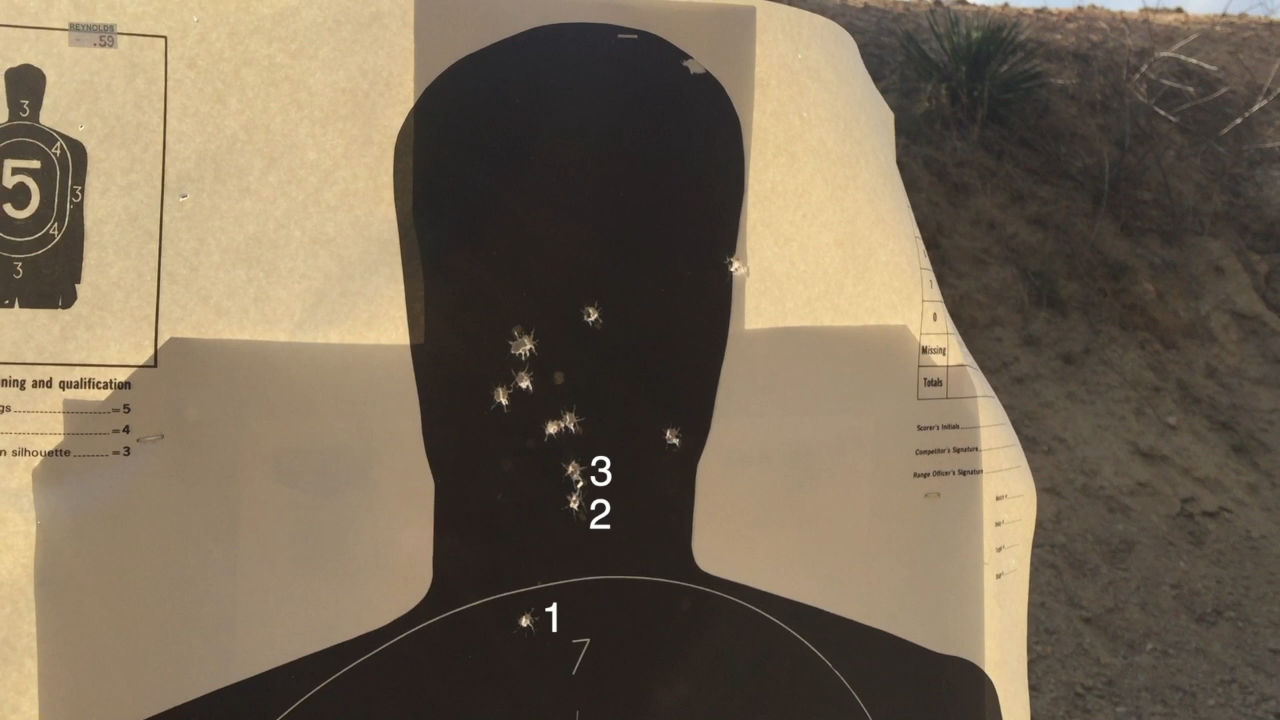 REYNOLDS
.59
3
4
5
3
4
3
ning and qualification
gs =5
=4
n silhouette =3
1
0
Missing
Totals
Scorer's Initials
Competitor's Signature
Range Officer's Signature
3
2
1
7